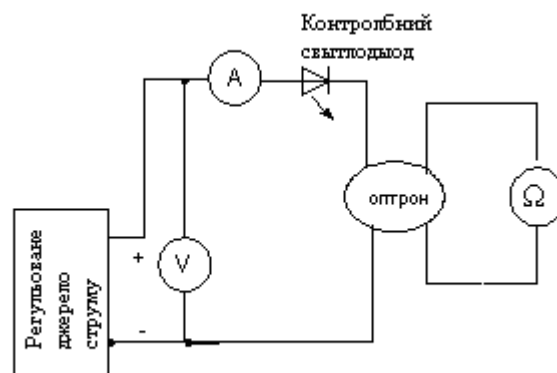 Контролбний
свытлодыод
A
+
V
-
оптрон
Ω
Регульоване
джерело
струму